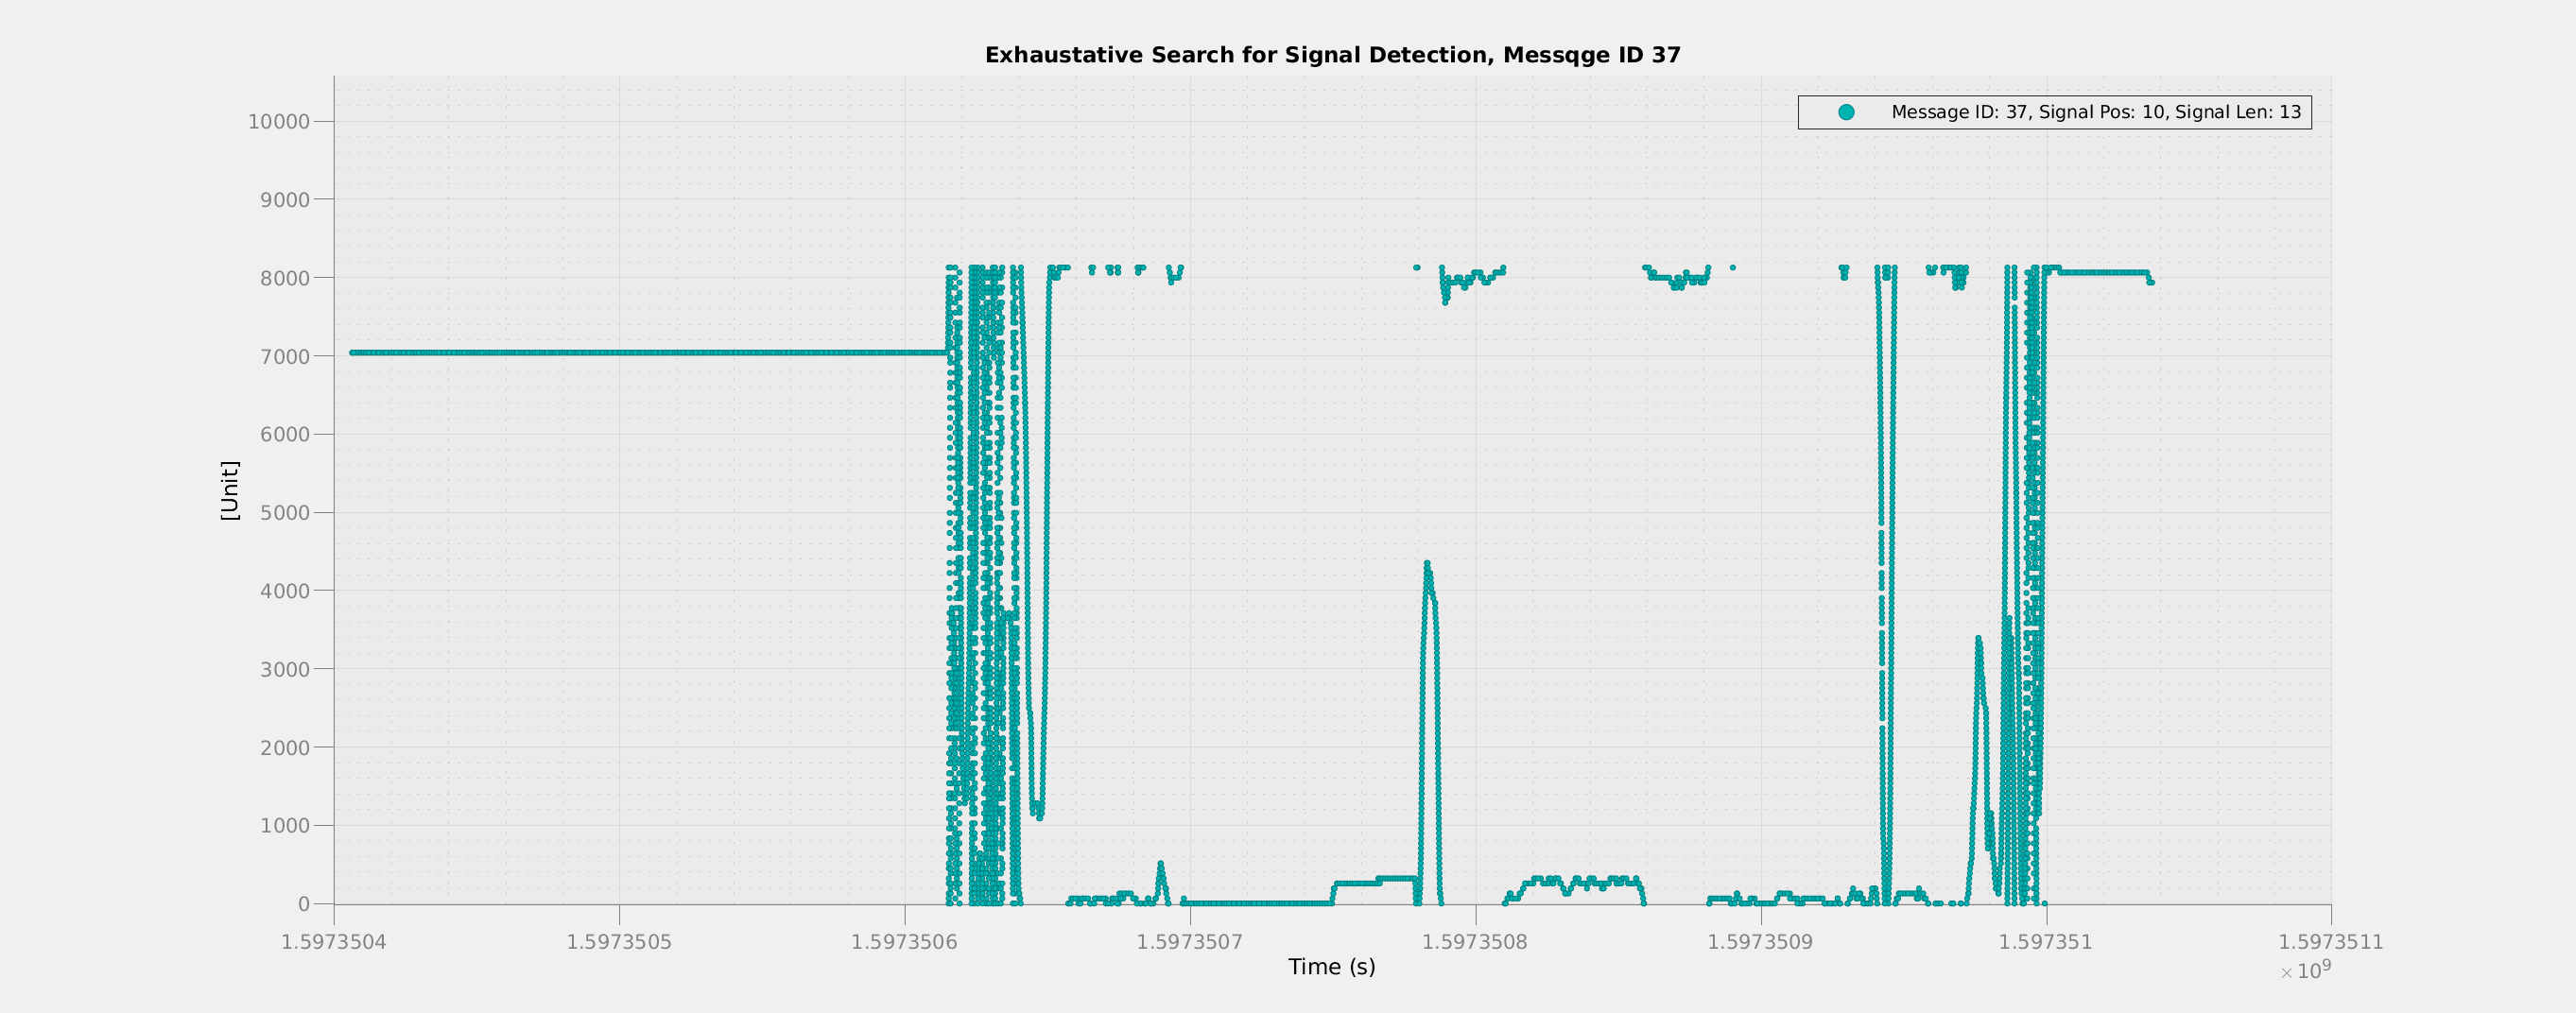 Exhaustative Search for Signal Detection, Messqge ID 37
Message ID: 37, Signal Pos: 10, Signal Len: 13
10000
9000
8000
7000
6000
5000
4000
3000
2000
1000
0
[Unit]
1.5973504 1.5973505 1.5973506 1.5973507 1.5973508 1.5973509 1.597351 1.5973511
Time (s)
× 10⁹